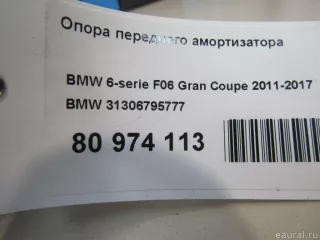 Опора переднего амортизатора
BMW 6-serie F06 Gran Coupe 2011-2017
BMW 31306795777
80 974 113
eaural.ru